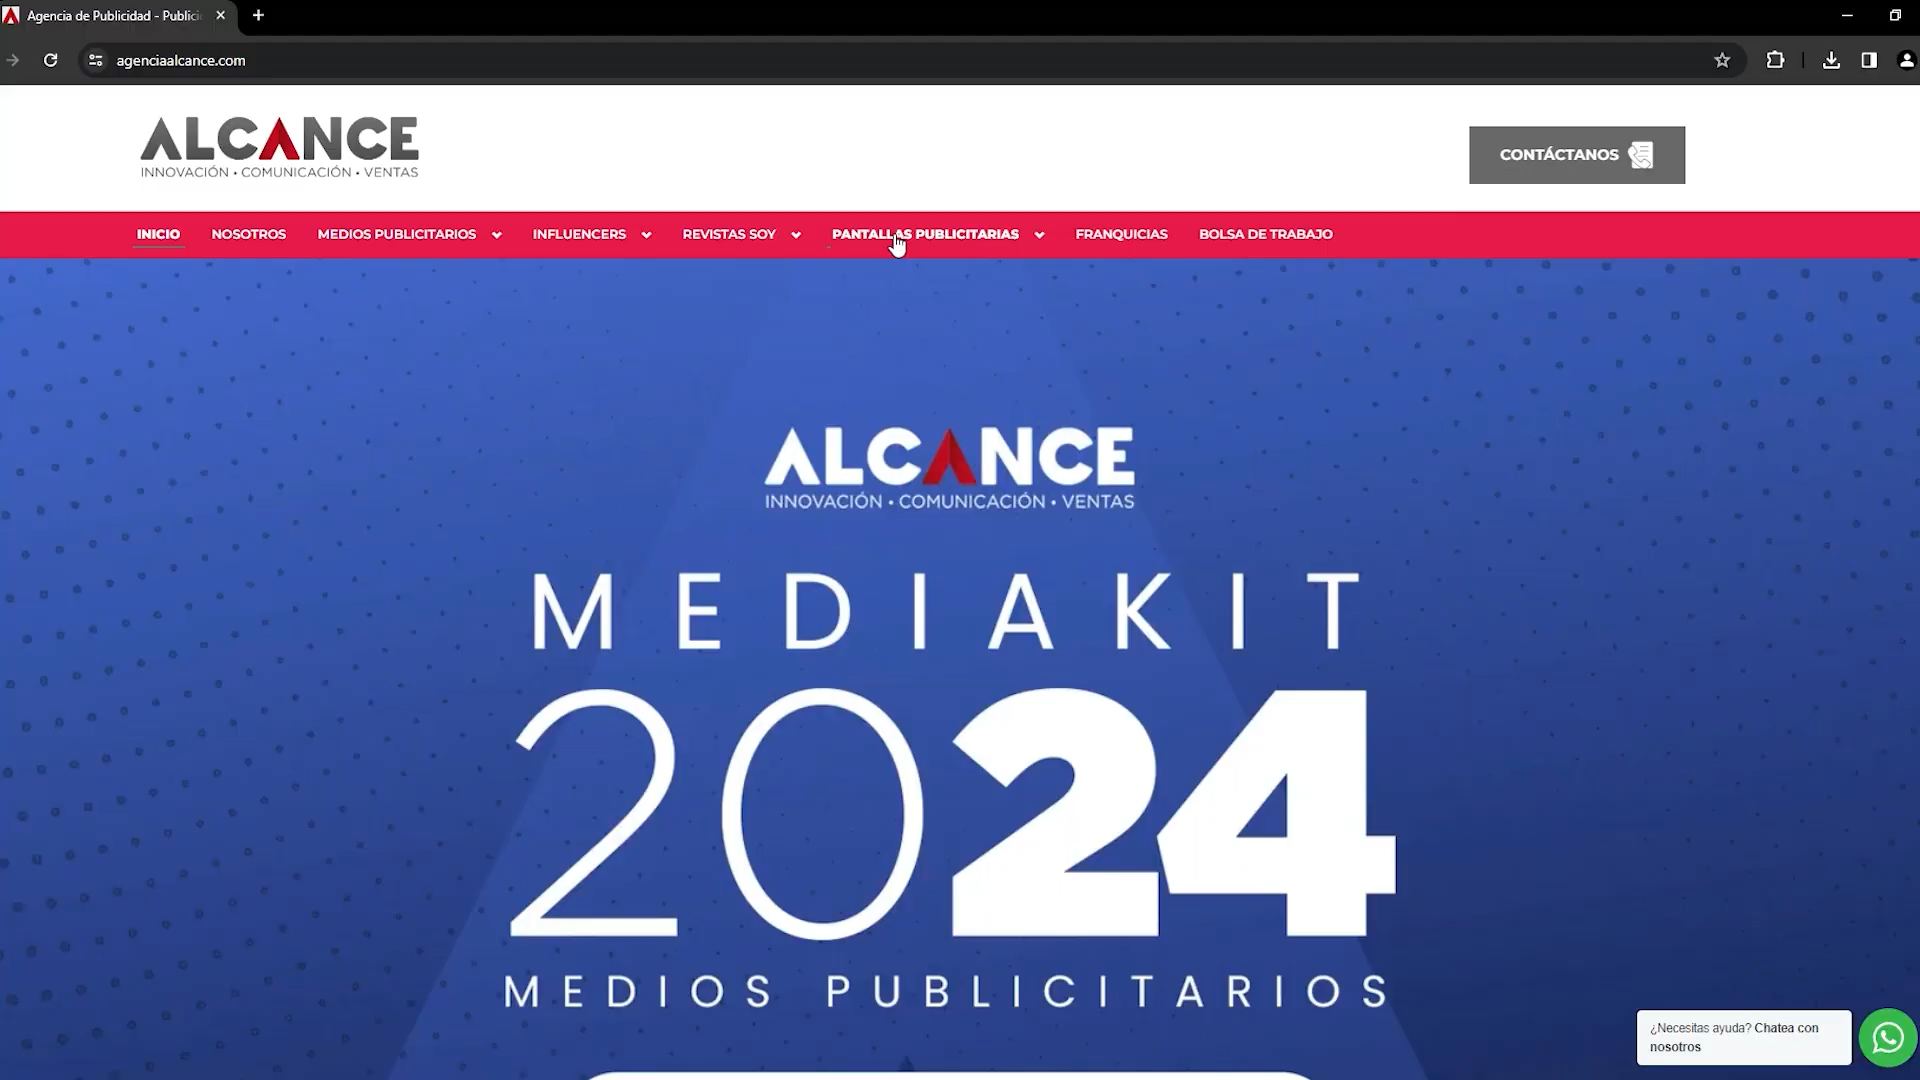 Agencia de Publicidad - Publici
agenciaalcance.com
ALCANCE
INNOVACIÓN • COMUNICACIÓN • VENTAS
CONTÁCTANOS
INICIO NOSOTROS MEDIOS PUBLICITARIOS INFLUENCERS REVISTAS SOY PANTALLAS PUBLICITARIAS FRANQUICIAS BOLSA DE TRABAJO
ALCANCE
INNOVACIÓN • COMUNICACIÓN • VENTAS
MEDIAKIT
2024
MEDIOS PUBLICITARIOS
¿Necesitas ayuda? Chatea con
nosotros